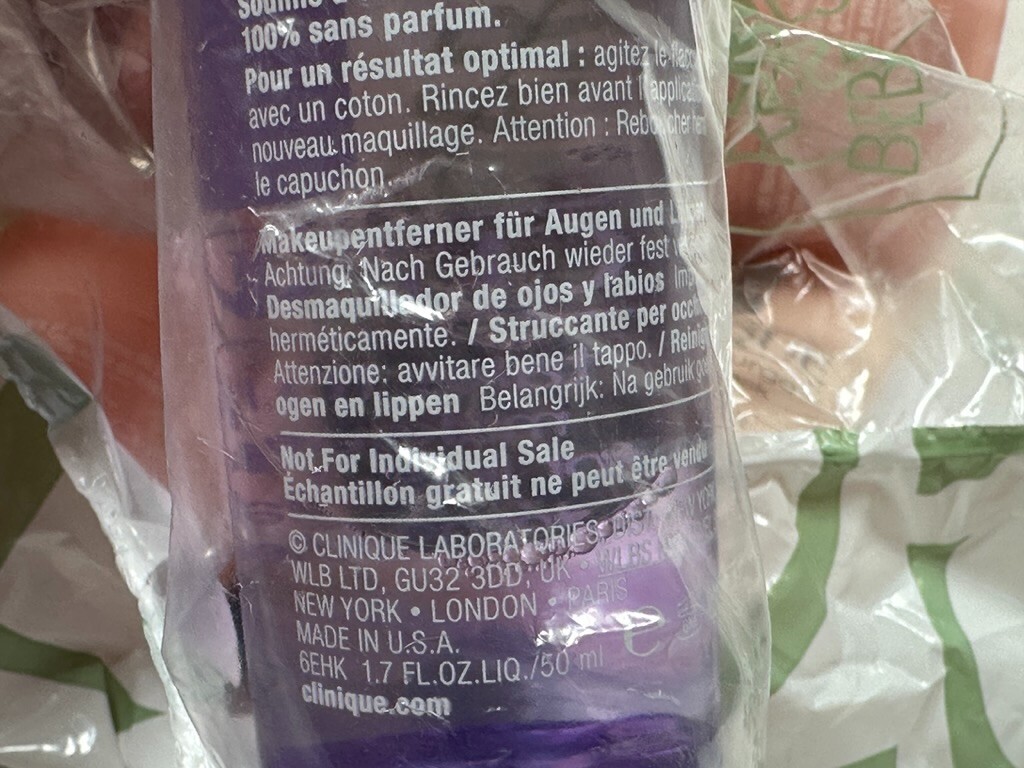 100% sans parfum.
Pour un résultat optimal : agitez le flacon
avec un coton. Rincez bien avant
nouveau maquillage. Attention :
le capuchon.
Makeupentferner für Augen und
Achtung: Nach Gebrauch wieder fest
Desmaquillador de ojos y labios
herméticamente. / Struccante per
Attenzione: avvitare bene il tappo. /
ogen en lippen Belangrijk: Na gebruik
Not For Individual Sale
Échantillon gratuit ne peut être vendu
© CLINIQUE LABORATORIES, DIST
WLB LTD, GU32 3DD, UK • WLBS
NEW YORK • LONDON • PARIS
MADE IN U.S.A.
6EHK 1.7 FL.OZ.LIQ./50 ml e
clinique.com